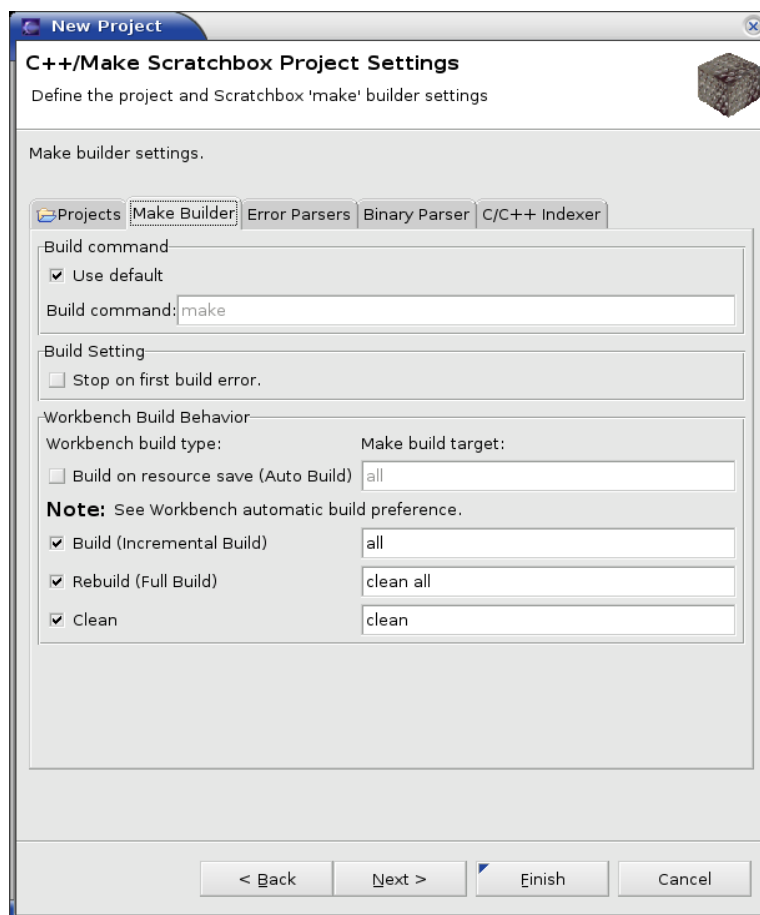 New Project
C++/Make Scratchbox Project Settings
Define the project and Scratchbox 'make' builder settings
Make builder settings.
Projects Make Builder Error Parsers Binary Parser C/C++ Indexer
Build command
Use default
Build command: make
Build Setting
Stop on first build error.
Workbench Build Behavior
Workbench build type: Make build target:
Build on resource save (Auto Build) all
Note: See Workbench automatic build preference.
Build (Incremental Build) all
Rebuild (Full Build) clean all
Clean clean
< Back Next > Finish Cancel